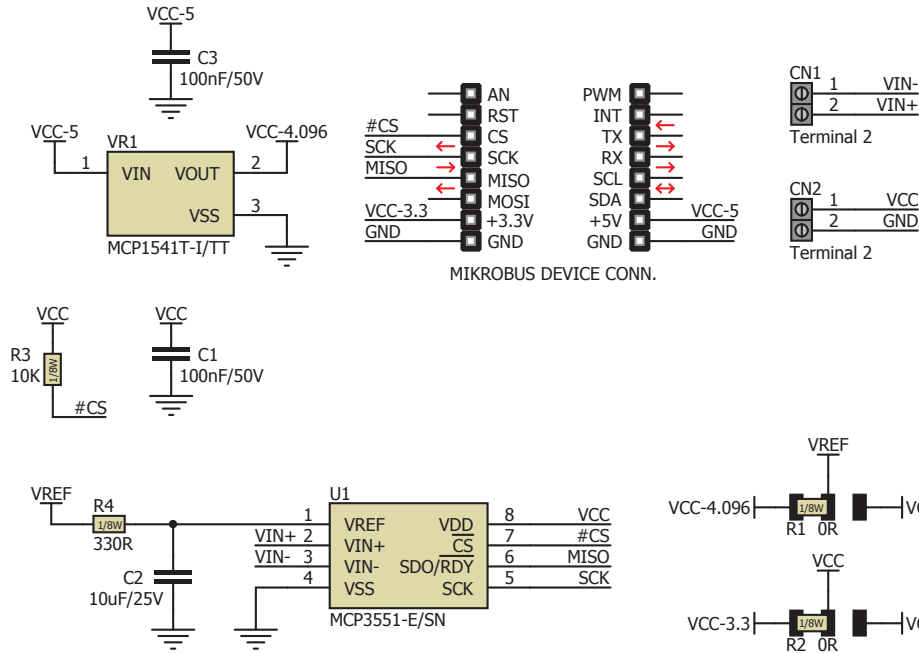 VCC-5
C3
100nF/50V
VCC-5
VCC-4.096
VR1
1
VIN
VOUT
2
VSS
3
MCP1541T-I/TT
AN
RST
#CS
CS
SCK
SCK
MISO
MISO
MOSI
VCC-3.3
+3.3V
GND
GND
PWM
INT
TX
RX
SCL
SDA
+5V
VCC-5
GND
GND
MIKROBUS DEVICE CONN.
CN1
1
VIN-
2
VIN+
Terminal 2
CN2
1
VCC
2
GND
Terminal 2
VCC
R3
10K
1/8W
#CS
VCC
C1
100nF/50V
VREF
R4
1/8W
330R
C2
10uF/25V
U1
1
VREF
VDD
8
VCC
VIN+
2
VIN+
CS
7
#CS
VIN-
3
VIN-
SDO/RDY
6
MISO
4
VSS
SCK
5
SCK
MCP3551-E/SN
VREF
VCC-4.096
1/8W
R1
0R
VCC
VCC-3.3
1/8W
R2
0R